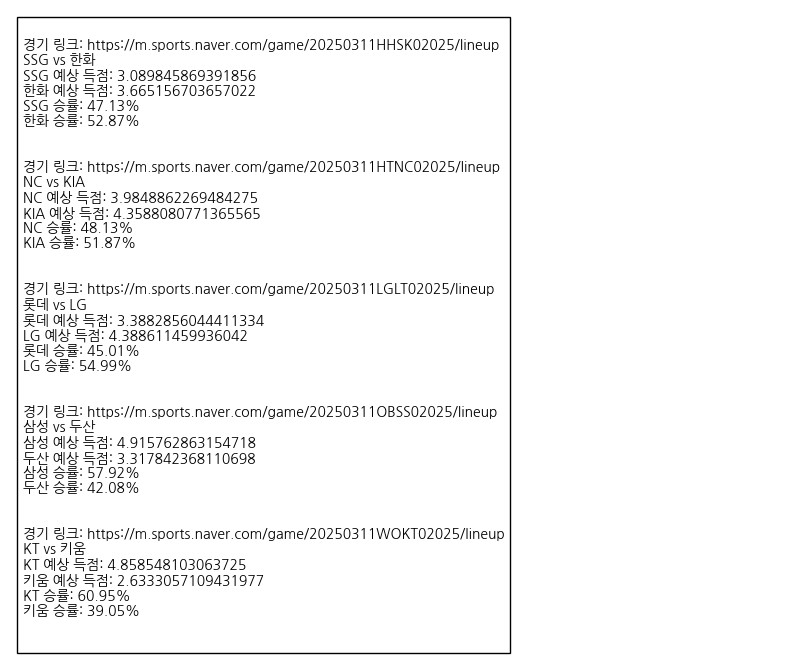 경기 링크: https://m.sports.naver.com/game/20250311HHSK02025/lineup
SSG vs 한화
SSG 예상 득점: 3.089845869391856
한화 예상 득점: 3.665156703657022
SSG 승률: 47.13%
한화 승률: 52.87%
경기 링크: https://m.sports.naver.com/game/20250311HTNC02025/lineup
NC vs KIA
NC 예상 득점: 3.9848862269484275
KIA 예상 득점: 4.3588080771365565
NC 승률: 48.13%
KIA 승률: 51.87%
경기 링크: https://m.sports.naver.com/game/20250311LGLT02025/lineup
롯데 vs LG
롯데 예상 득점: 3.3882856044411334
LG 예상 득점: 4.388611459936042
롯데 승률: 45.01%
LG 승률: 54.99%
경기 링크: https://m.sports.naver.com/game/20250311OBSS02025/lineup
삼성 vs 두산
삼성 예상 득점: 4.915762863154718
두산 예상 득점: 3.317842368110698
삼성 승률: 57.92%
두산 승률: 42.08%
경기 링크: https://m.sports.naver.com/game/20250311WOKT02025/lineup
KT vs 키움
KT 예상 득점: 4.858548103063725
키움 예상 득점: 2.6333057109431977
KT 승률: 60.95%
키움 승률: 39.05%